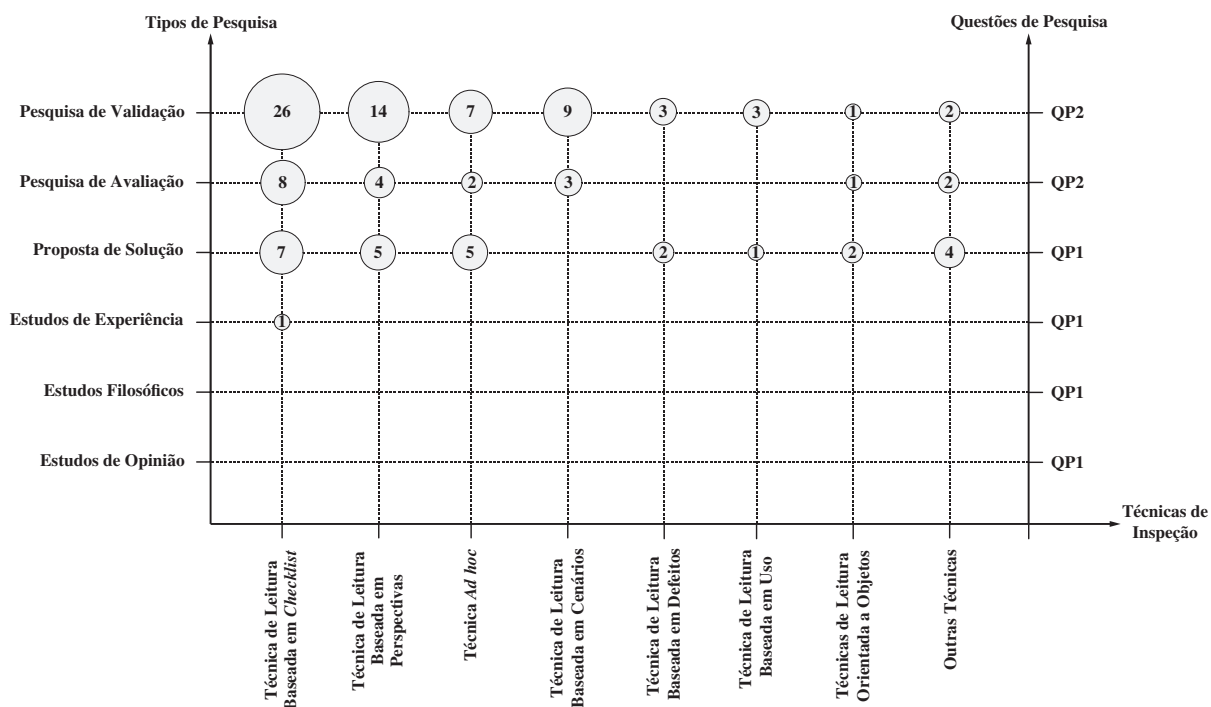 Tipos de Pesquisa
Questões de Pesquisa
Pesquisa de Validação
26
14
7
9
3
3
1
2
QP2
Pesquisa de Avaliação
8
4
2
3
1
2
QP2
Proposta de Solução
7
5
5
2
1
2
4
QP1
Estudos de Experiência
1
QP1
Estudos Filosóficos
QP1
Estudos de Opinião
QP1
Técnicas de
Inspeção
Técnica de Leitura
Baseada em Checklist
Técnica de Leitura
Baseada em
Perspectivas
Técnica Ad hoc
Técnica de Leitura
Baseada em Cenários
Técnica de Leitura
Baseada em Defeitos
Técnica de Leitura
Baseada em Uso
Técnicas de Leitura
Orientada a Objetos
Outras Técnicas